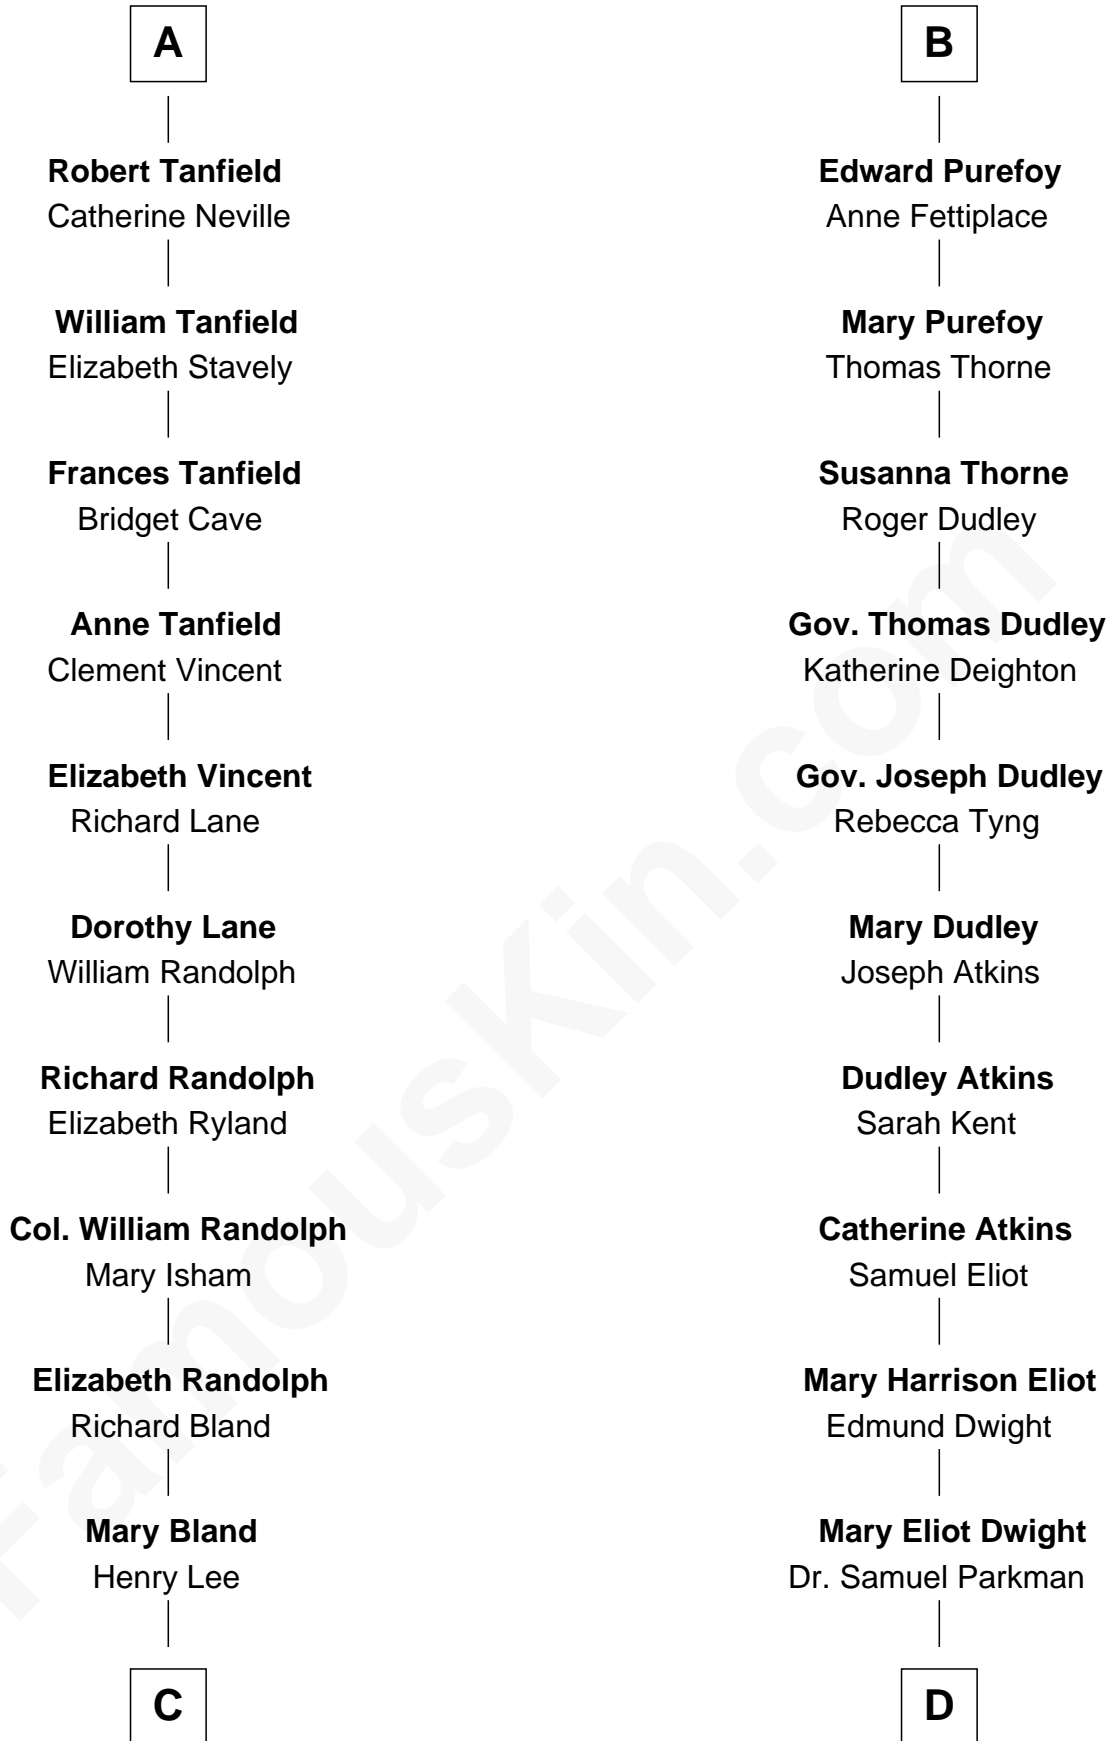 A
Robert Tanfield
Catherine Neville
William Tanfield
Elizabeth Stavely
Frances Tanfield
Bridget Cave
Anne Tanfield
Clement Vincent
Elizabeth Vincent
Richard Lane
Dorothy Lane
William Randolph
Richard Randolph
Elizabeth Ryland
Col. William Randolph
Mary Isham
Elizabeth Randolph
Richard Bland
Mary Bland
Henry Lee
C
B
Edward Purefoy
Anne Fettiplace
Mary Purefoy
Thomas Thorne
Susanna Thorne
Roger Dudley
Gov. Thomas Dudley
Katherine Deighton
Gov. Joseph Dudley
Rebecca Tyng
Mary Dudley
Joseph Atkins
Dudley Atkins
Sarah Kent
Catherine Atkins
Samuel Eliot
Mary Harrison Eliot
Edmund Dwight
Mary Eliot Dwight
Dr. Samuel Parkman
D
FamousKin.com